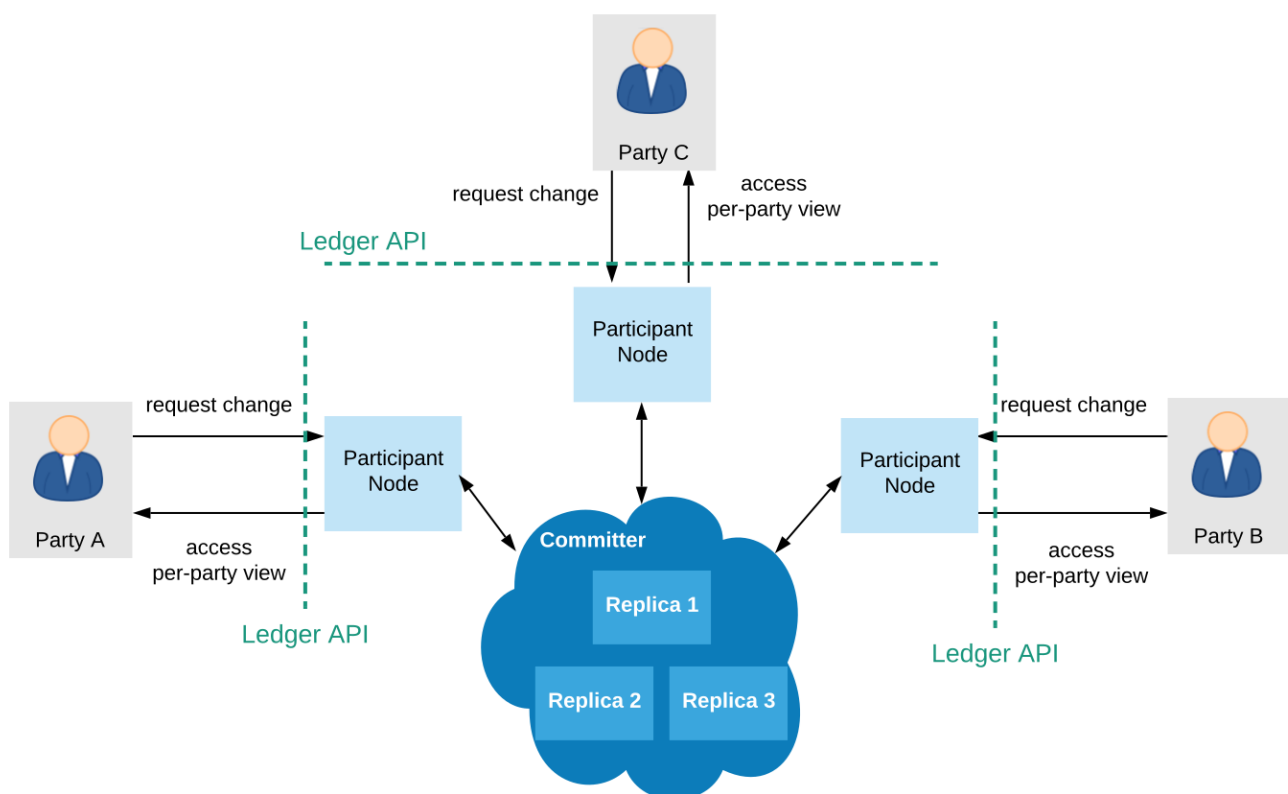 Party C
request change
access
per-party view
Ledger API
Participant
Node
request change
Participant
Node
Party A
access
per-party view
Ledger API
request change
Participant
Node
Party B
access
per-party view
Ledger API
Committer
Replica 1
Replica 2
Replica 3